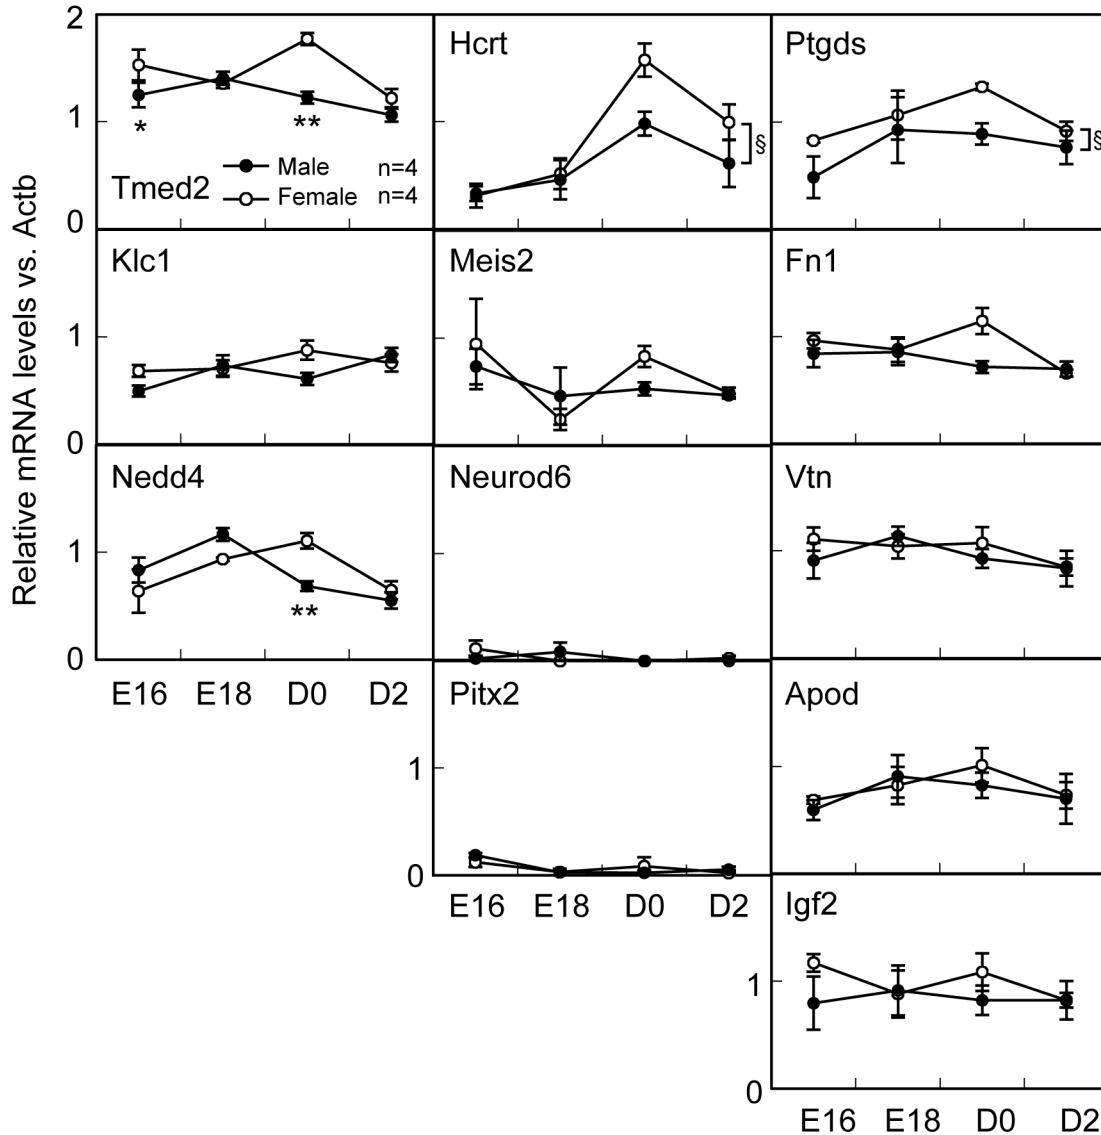 Relative mRNA levels vs. Actb
2
1
0
Tmed2
*
**
Male n=4
Female n=4
Hcrt
§
Ptgds
§
1
0
Klc1
Meis2
Fn1
1
0
Nedd4
**
Neurod6
Vtn
E16 E18 D0 D2
1
0
Pitx2
Apod
E16 E18 D0 D2
1
0
Igf2
E16 E18 D0 D2